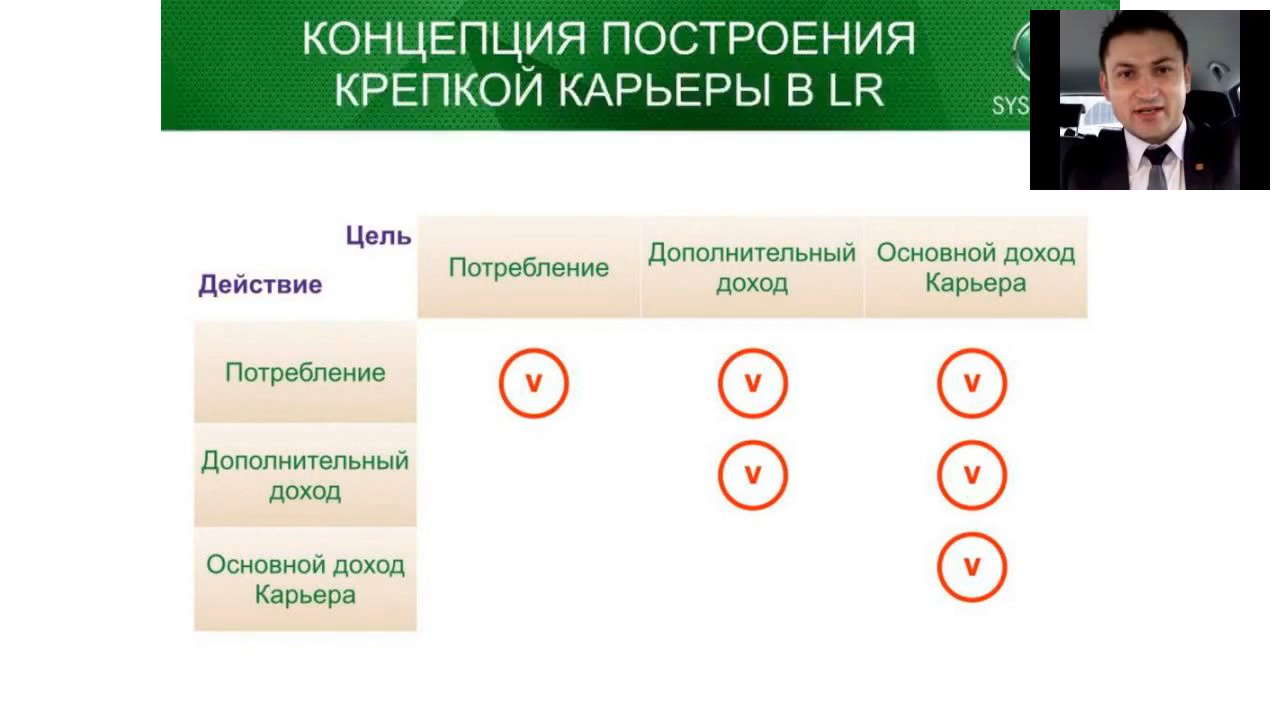 КОНЦЕПЦИЯ ПОСТРОЕНИЯ
КРЕПКОЙ КАРЬЕРЫ В LR
Цель
Действие
Потребление
Дополнительный
доход
Основной доход
Карьера
Потребление
v v v
Дополнительный
доход
v v
Основной доход
Карьера
v